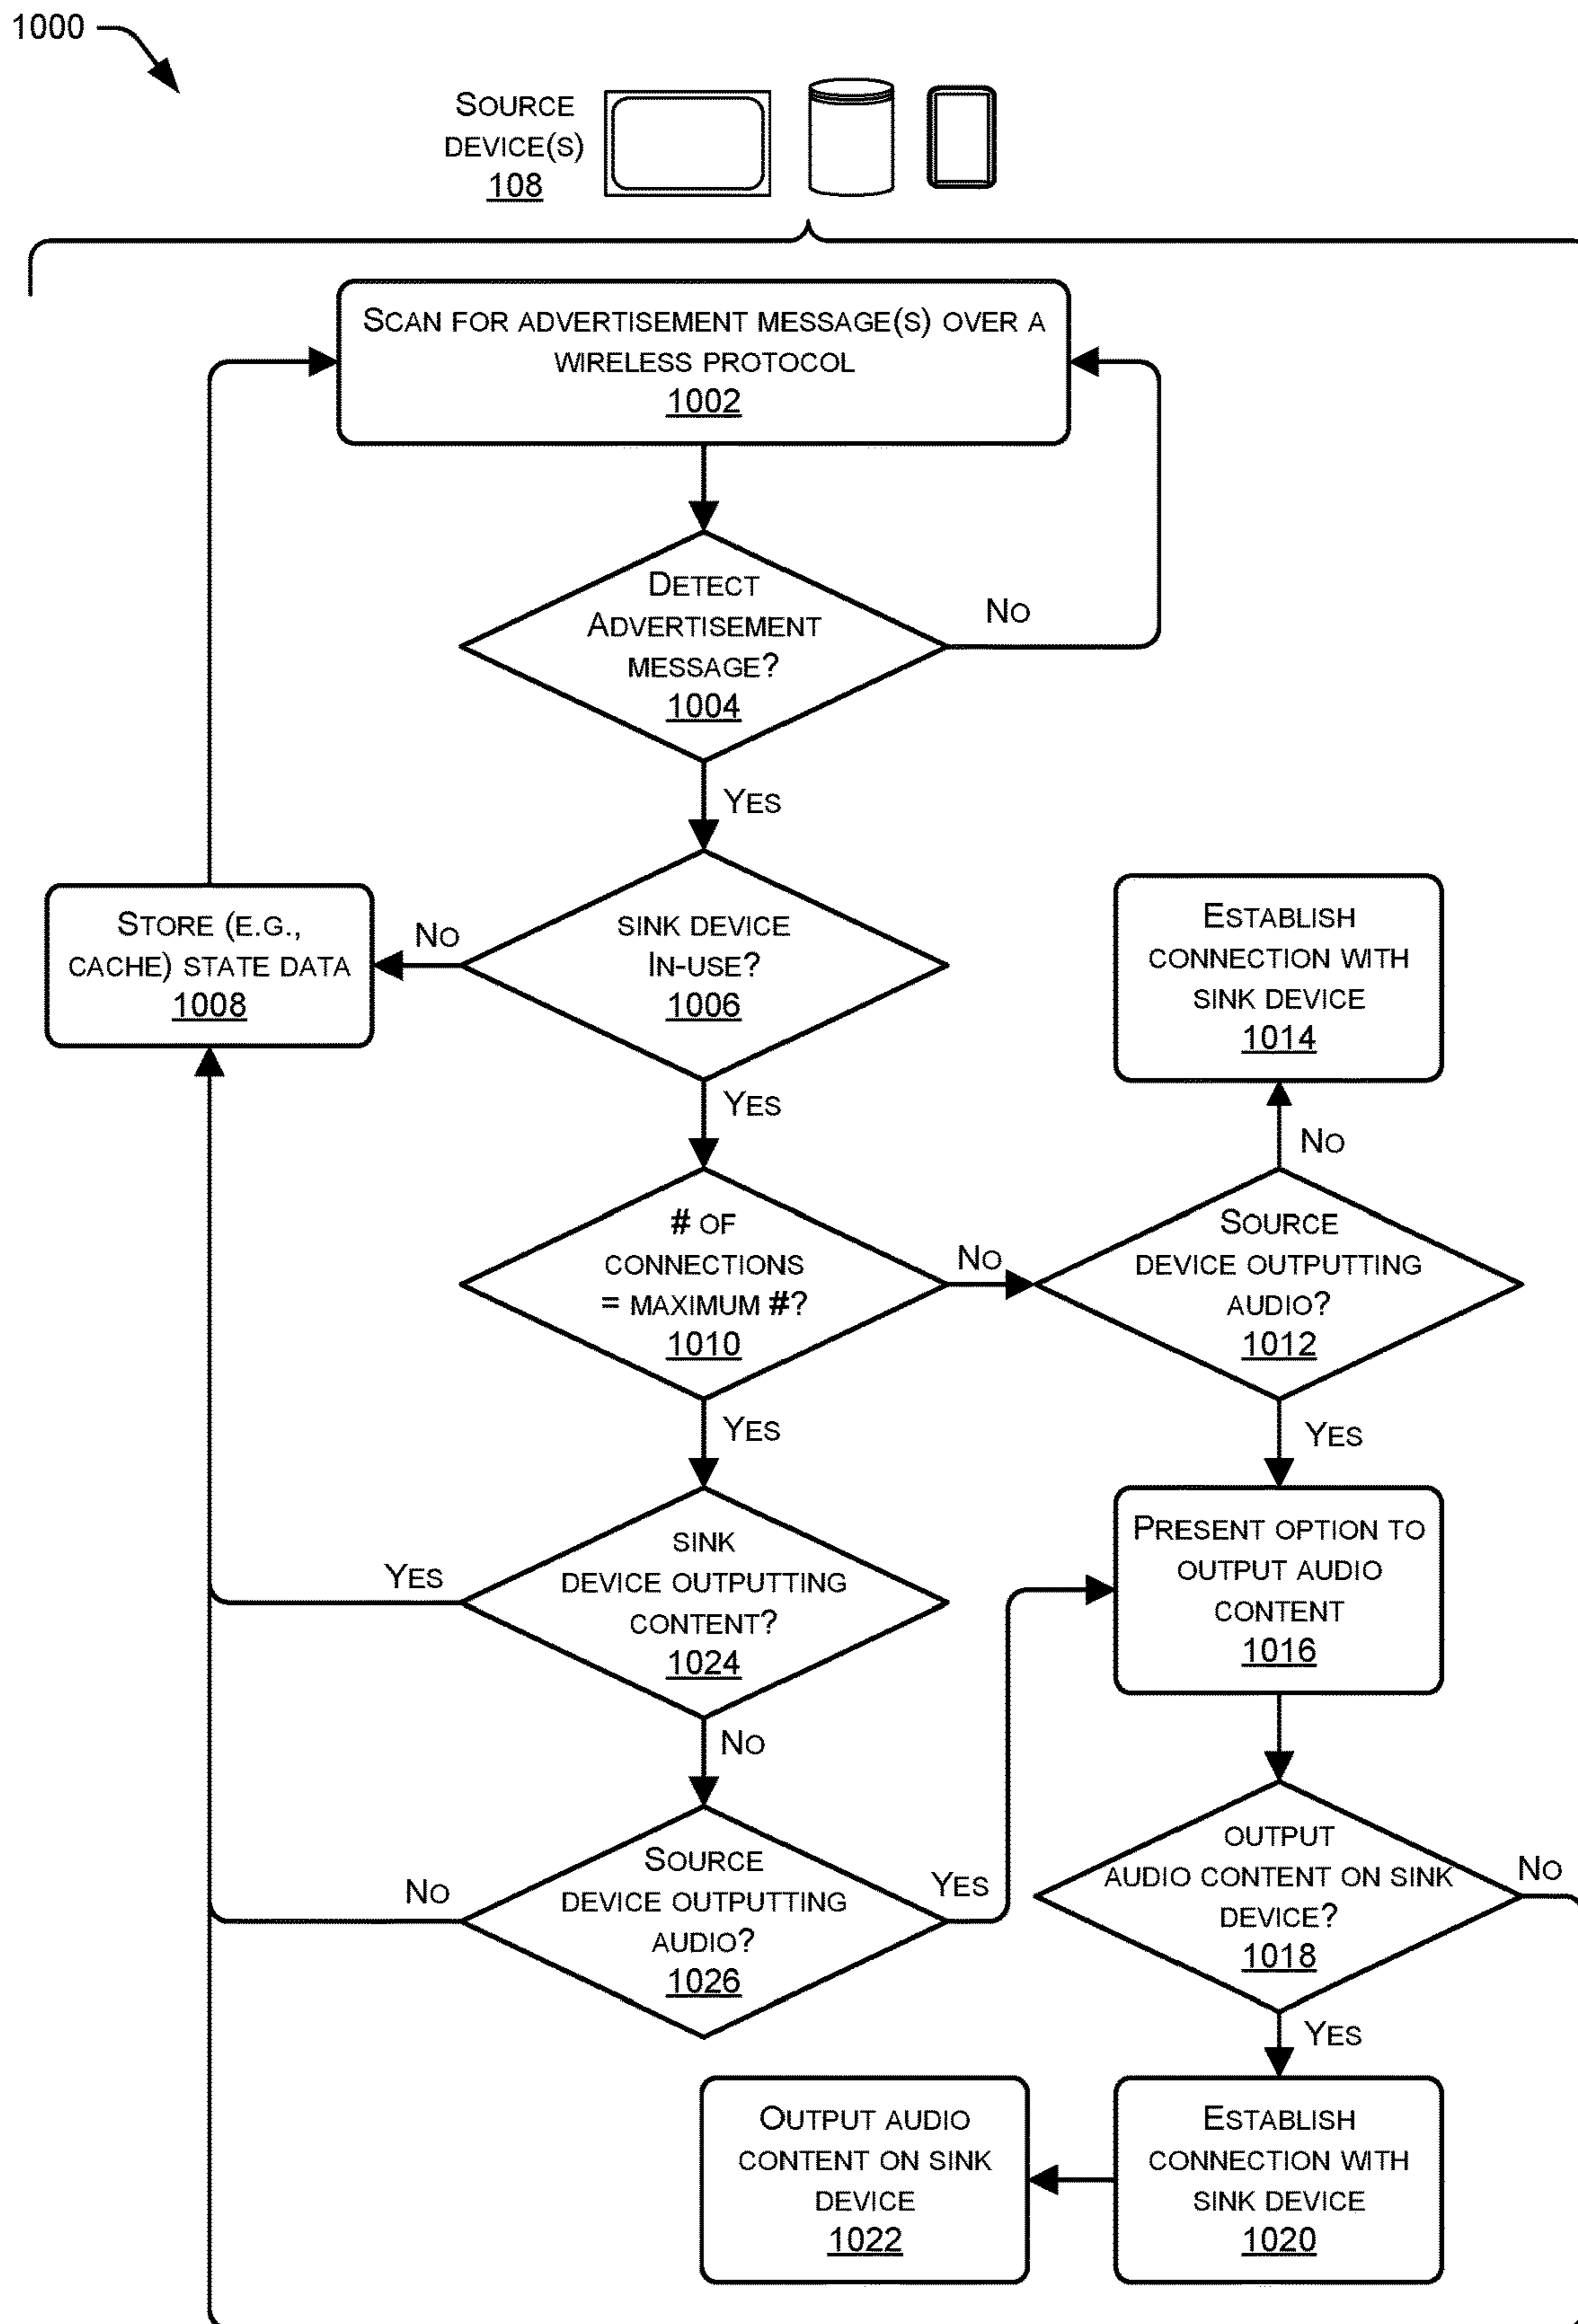 1000
SOURCE
DEVICE(S)
108
SCAN FOR ADVERTISEMENT MESSAGE(S) OVER A
WIRELESS PROTOCOL
1002
DETECT
ADVERTISEMENT
MESSAGE?
1004
NO
YES
STORE (E.G.,
CACHE) STATE DATA
1008
NO
SINK DEVICE
IN-USE?
1006
ESTABLISH
CONNECTION WITH
SINK DEVICE
1014
YES
NO
# OF
CONNECTIONS
= MAXIMUM #?
1010
NO
SOURCE
DEVICE OUTPUTTING
AUDIO?
1012
YES
YES
SINK
DEVICE OUTPUTTING
CONTENT?
1024
YES
PRESENT OPTION TO
OUTPUT AUDIO
CONTENT
1016
NO
SOURCE
DEVICE OUTPUTTING
AUDIO?
1026
NO
YES
OUTPUT
AUDIO CONTENT ON SINK
DEVICE?
1018
NO
YES
OUTPUT AUDIO
CONTENT ON SINK
DEVICE
1022
ESTABLISH
CONNECTION WITH
SINK DEVICE
1020